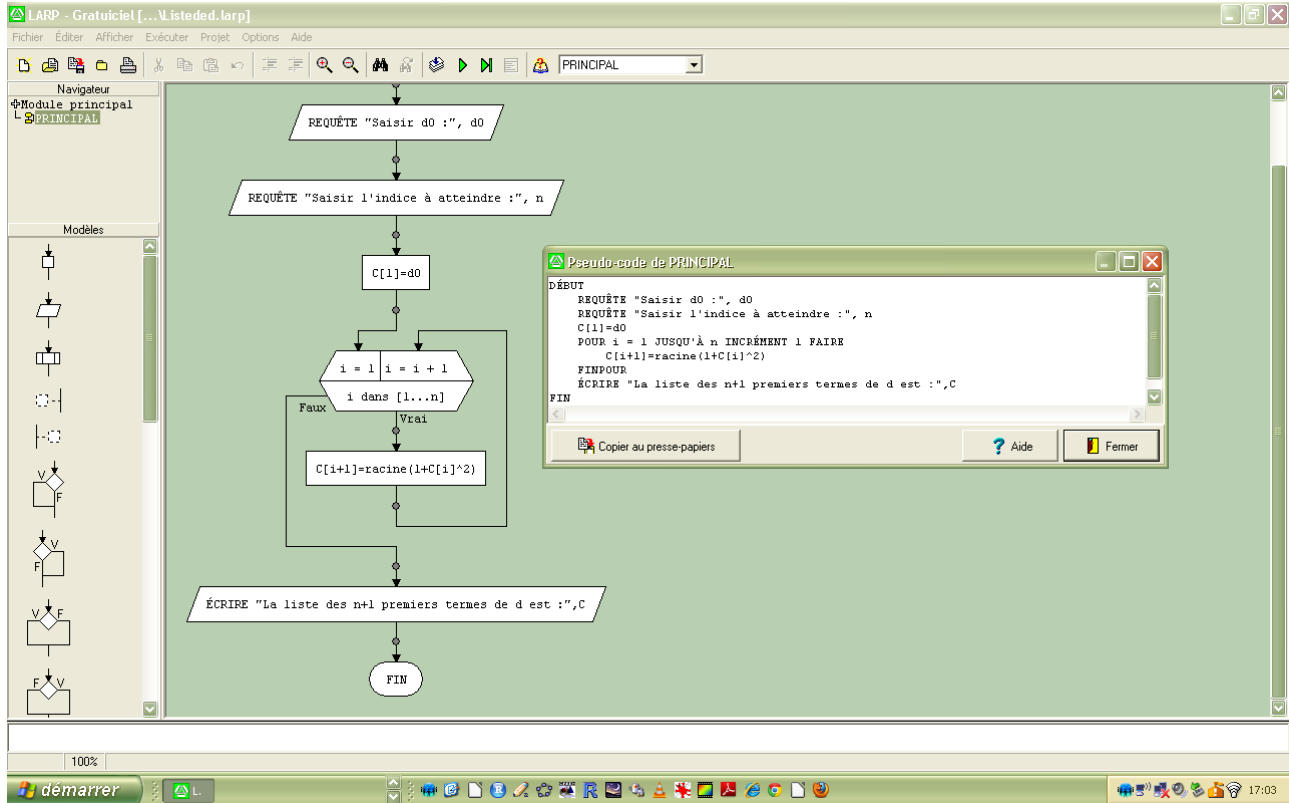 LARP - Gratuiciel [...\Listeded.larp]
Fichier Éditer Afficher Exécuter Projet Options Aide
PRINCIPAL
Navigateur
Module principal
PRINCIPAL
Modèles
V
F
V
F
V F
F V
REQUÊTE "Saisir d0 :", d0
REQUÊTE "Saisir l'indice à atteindre :", n
C[1]=d0
i = 1 i = i + 1
i dans [1...n]
Faux
Vrai
C[i+1]=racine(1+C[i]^2)
ÉCRIRE "La liste des n+1 premiers termes de d est :",C
FIN
Pseudo-code de PRINCIPAL
DÉBUT
REQUÊTE "Saisir d0 :", d0
REQUÊTE "Saisir l'indice à atteindre :", n
C[1]=d0
POUR i = 1 JUSQU'À n INCRÉMENT 1 FAIRE
C[i+1]=racine(1+C[i]^2)
FINPOUR
ÉCRIRE "La liste des n+1 premiers termes de d est :",C
FIN
Copier au presse-papiers
Aide
Fermer
100%
démarrer
L.
17:03